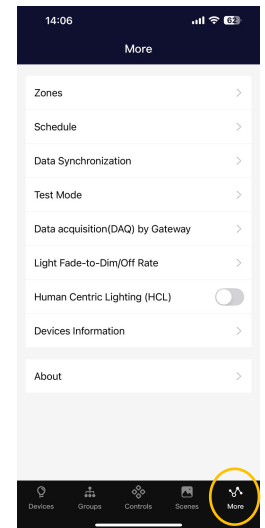 14:06
62
More
Zones
Schedule
Data Synchronization
Test Mode
Data acquisition(DAQ) by Gateway
Light Fade-to-Dim/Off Rate
Human Centric Lighting (HCL)
Devices Information
About
Devices Groups Controls Scenes More